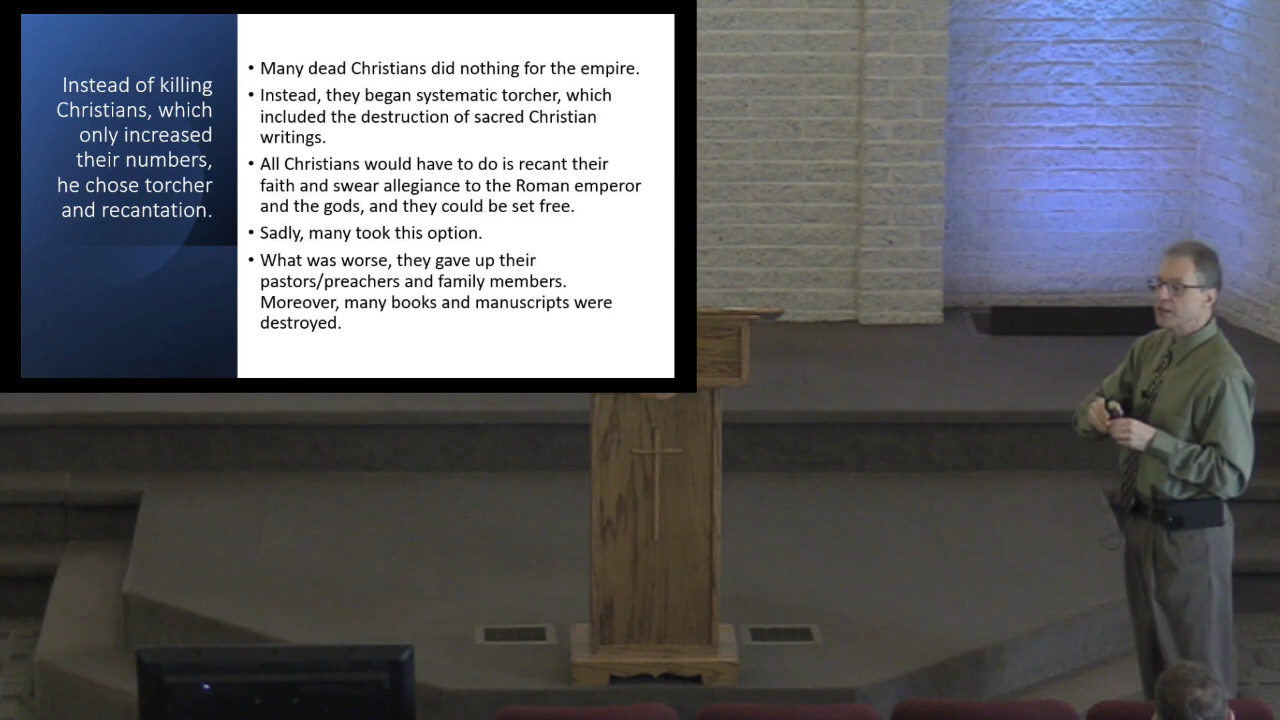 Instead of killing
Christians, which
only increased
their numbers,
he chose torcher
and recantation.
• Many dead Christians did nothing for the empire.
• Instead, they began systematic torcher, which
included the destruction of sacred Christian
writings.
• All Christians would have to do is recant their
faith and swear allegiance to the Roman emperor
and the gods, and they could be set free.
• Sadly, many took this option.
• What was worse, they gave up their
pastors/preachers and family members.
Moreover, many books and manuscripts were
destroyed.